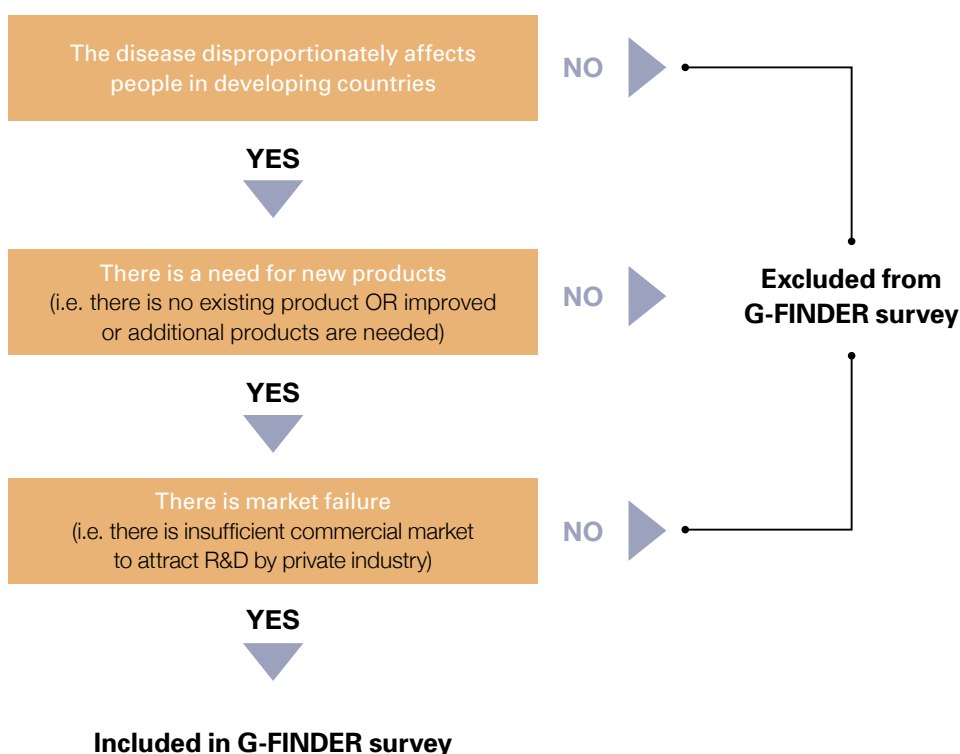 The disease disproportionately affects
people in developing countries
NO
YES
There is a need for new products
(i.e. there is no existing product OR improved
or additional products are needed)
NO
Excluded from
G-FINDER survey
YES
There is market failure
(i.e. there is insufficient commercial market
to attract R&D by private industry)
NO
YES
Included in G-FINDER survey